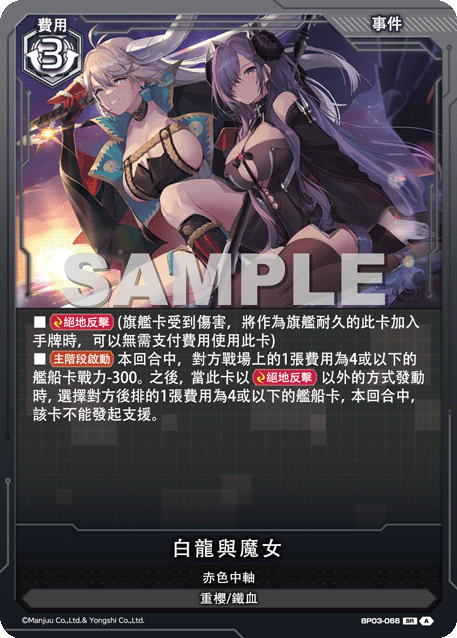 費用
事件
3
SAMPLE
■ 絕地反擊 (旗艦卡受到傷害, 將作為旗艦耐久的此卡加入
手牌時, 可以無需支付費用使用此卡)
■ 主階段啟動 本回合中, 對方戰場上的1張費用為4或以下的
艦船卡戰力-300。之後, 當此卡以 絕地反擊 以外的方式發動
時, 選擇對方後排的1張費用為4或以下的艦船卡, 本回合中,
該卡不能發起支援。
白龍與魔女
赤色中軸
重櫻/鐵血
©Manjuu Co.,Ltd.& Yongshi Co.,Ltd.
BP03-066 SR A